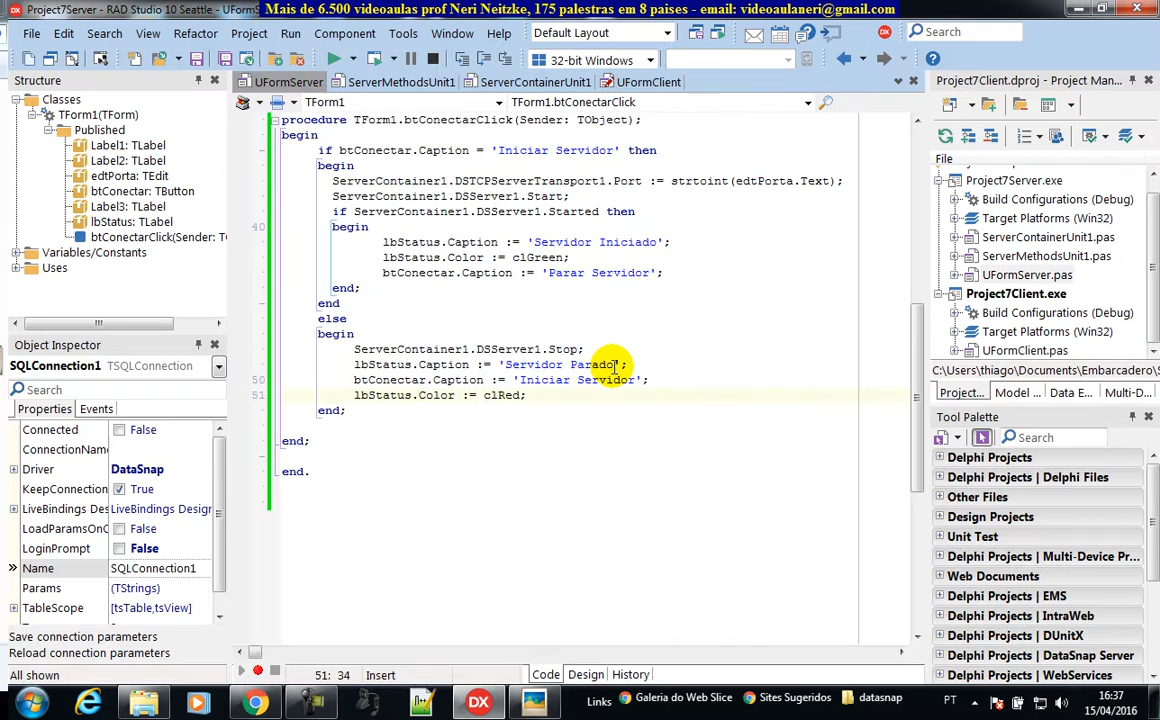 Project7Server - RAD Studio 10 Seattle - UFormS
Mais de 6.500 videoaulas prof Neri Neitzke, 175 palestras em 8 paises - email: videoaulaneri@gmail.com
File Edit Search View Refactor Project Run Component Tools Window Help
Default Layout
Search
32-bit Windows
Structure
UFormServer ServerMethodsUnit1 ServerContainerUnit1 UFormClient
Project7Client.dproj - Project Man...
TForm1
TForm1.btConectarClick
Classes
TForm1(TForm)
Published
Label1: TLabel
Label2: TLabel
edtPorta: TEdit
btConectar: TButton
Label3: TLabel
lbStatus: TLabel
btConectarClick(Sender: T
Variables/Constants
Uses
procedure TForm1.btConectarClick(Sender: TObject);
begin
if btConectar.Caption = 'Iniciar Servidor' then
begin
ServerContainer1.DSTCPServerTransport1.Port := strtoint(edtPorta.Text);
ServerContainer1.DSServer1.Start;
if ServerContainer1.DSServer1.Started then
40 begin
lbStatus.Caption := 'Servidor Iniciado';
lbStatus.Color := clGreen;
btConectar.Caption := 'Parar Servidor';
end;
end
else
begin
ServerContainer1.DSServer1.Stop;
lbStatus.Caption := 'Servidor Parado';
50 btConectar.Caption := 'Iniciar Servidor';
51 lbStatus.Color := clRed;
end;
end;
end.
Object Inspector
SQLConnection1 TSQLConnection
Search
Properties Events
Connected False
ConnectionName
Driver DataSnap
KeepConnection True
LiveBindings Desig LiveBindings Design
LoadParamsOnC False
LoginPrompt False
Name SQLConnection1
Params (TStrings)
TableScope [tsTable,tsView]
Save connection parameters
Reload connection parameters
All shown
51: 34 Insert
Code Design History
File
Project7Server.exe
Build Configurations (Debug)
Target Platforms (Win32)
ServerContainerUnit1.pas
ServerMethodsUnit1.pas
UFormServer.pas
Project7Client.exe
Build Configurations (Debug)
Target Platforms (Win32)
UFormClient.pas
C:\Users\thiago\Documents\Embarcadero\...
Project... Model ... Data E... Multi-D...
Tool Palette
Search
Delphi Projects
Delphi Projects | Delphi Files
Other Files
Design Projects
Unit Test
Delphi Projects | Multi-Device Pr...
Web Documents
Delphi Projects | EMS
Delphi Projects | IntraWeb
Delphi Projects | DUnitX
Delphi Projects | DataSnap Server
Delphi Projects | WebServices
Links Galeria do Web Slice Sites Sugeridos datasnap
PT
16:37
15/04/2016